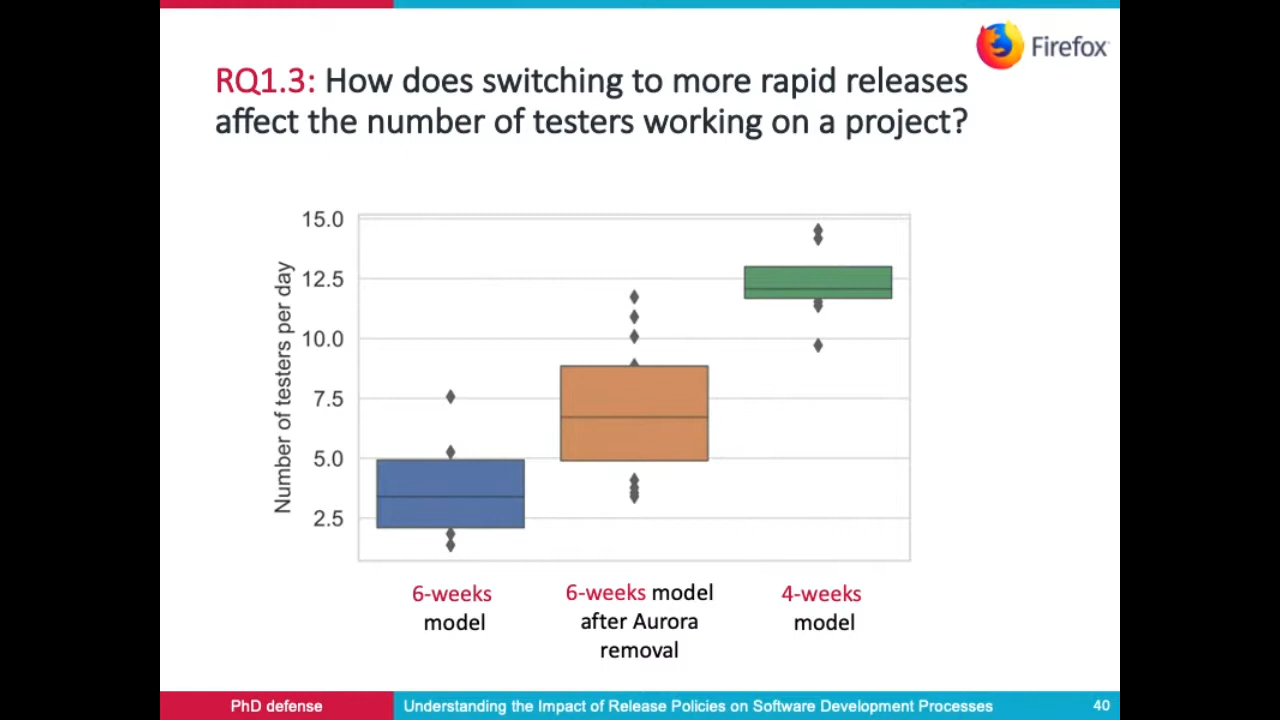 Firefox
RQ1.3: How does switching to more rapid releases
affect the number of testers working on a project?
Number of testers per day
15.0
12.5
10.0
7.5
5.0
2.5
6-weeks
model
6-weeks model
after Aurora
removal
4-weeks
model
PhD defense
Understanding the Impact of Release Policies on Software Development Processes
40